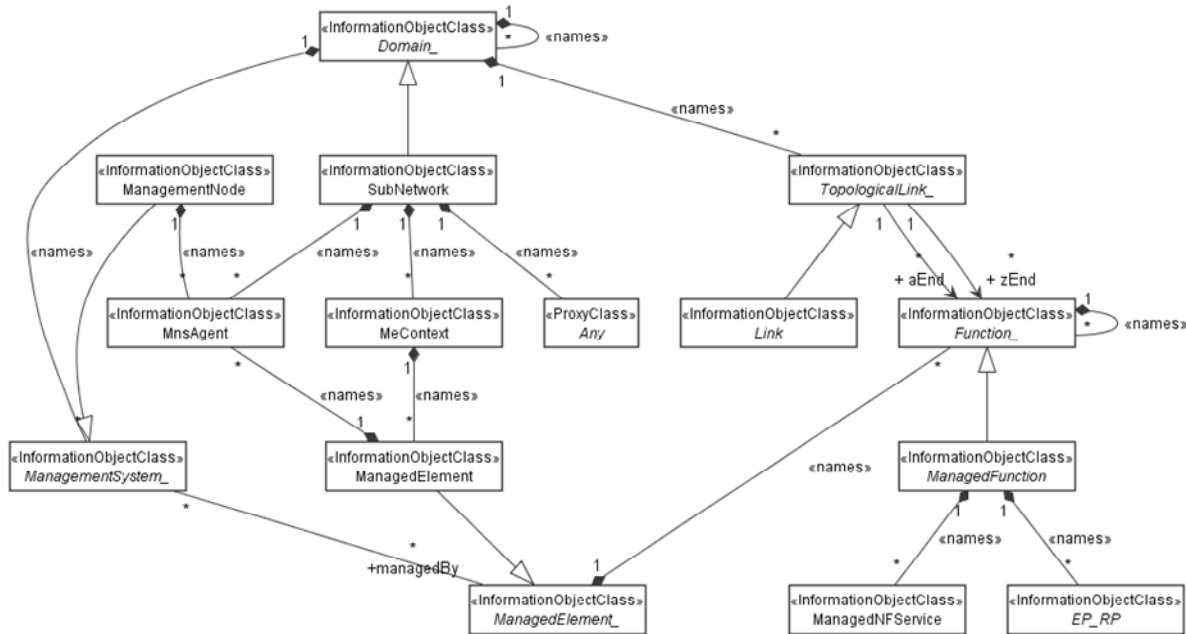 1
«InformationObjectClass»
Domain_
1
*
«names»
1
«names»
*
«InformationObjectClass»
ManagementNode
«InformationObjectClass»
SubNetwork
«InformationObjectClass»
TopologicalLink_
1
1
1
1
1
1
«names»
«names»
«names»
«names»
«names»
*
*
*
*
*
*
+ aEnd
+ zEnd
«InformationObjectClass»
MnsAgent
«InformationObjectClass»
MeContext
«ProxyClass»
Any
«InformationObjectClass»
Link
«InformationObjectClass»
Function_
1
*
«names»
*
1
*
«names»
«names»
1
*
*
«InformationObjectClass»
ManagementSystem_
«InformationObjectClass»
ManagedElement
«names»
«InformationObjectClass»
ManagedFunction
*
1
1
*
+managedBy
«names»
«names»
1
*
*
«InformationObjectClass»
ManagedElement_
«InformationObjectClass»
ManagedNFService
«InformationObjectClass»
EP_RP